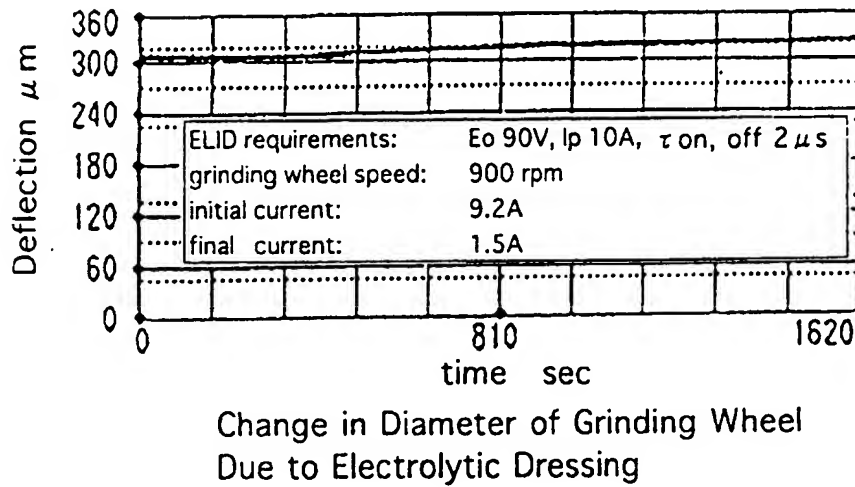 Deflection μm
360
300
240
180
120
60
0
ELID requirements: Eo 90V, Ip 10A, τ on, off 2 μs
grinding wheel speed: 900 rpm
initial current: 9.2A
final current: 1.5A
0 810 1620
time sec
Change in Diameter of Grinding Wheel
Due to Electrolytic Dressing